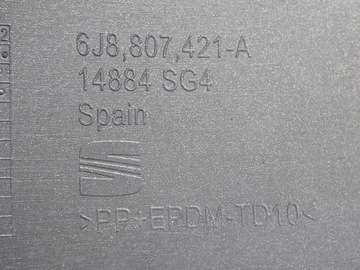 6J8,807,421-A
14884 SG4
Spain
>PP+EPDM-TD10<